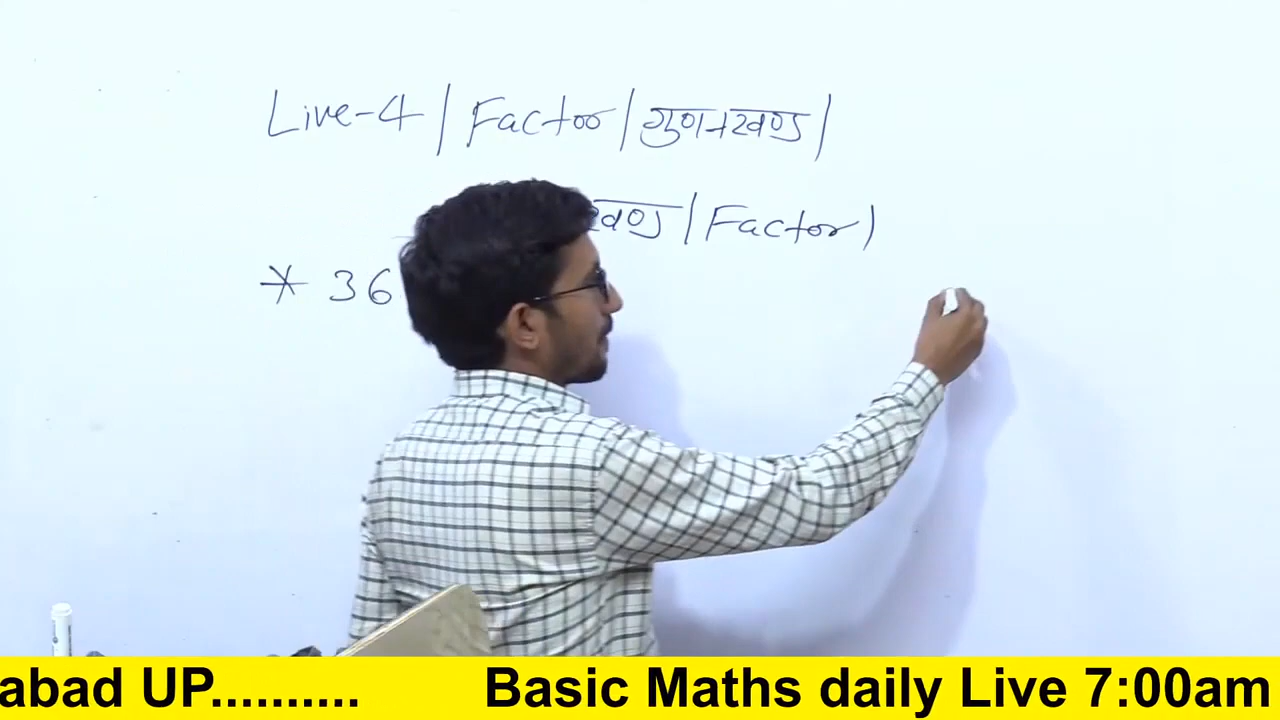 Live-4 / Factor / गुणनखण्ड /
खण्ड / Factor )
* 36
abad UP.......... Basic Maths daily Live 7:00am